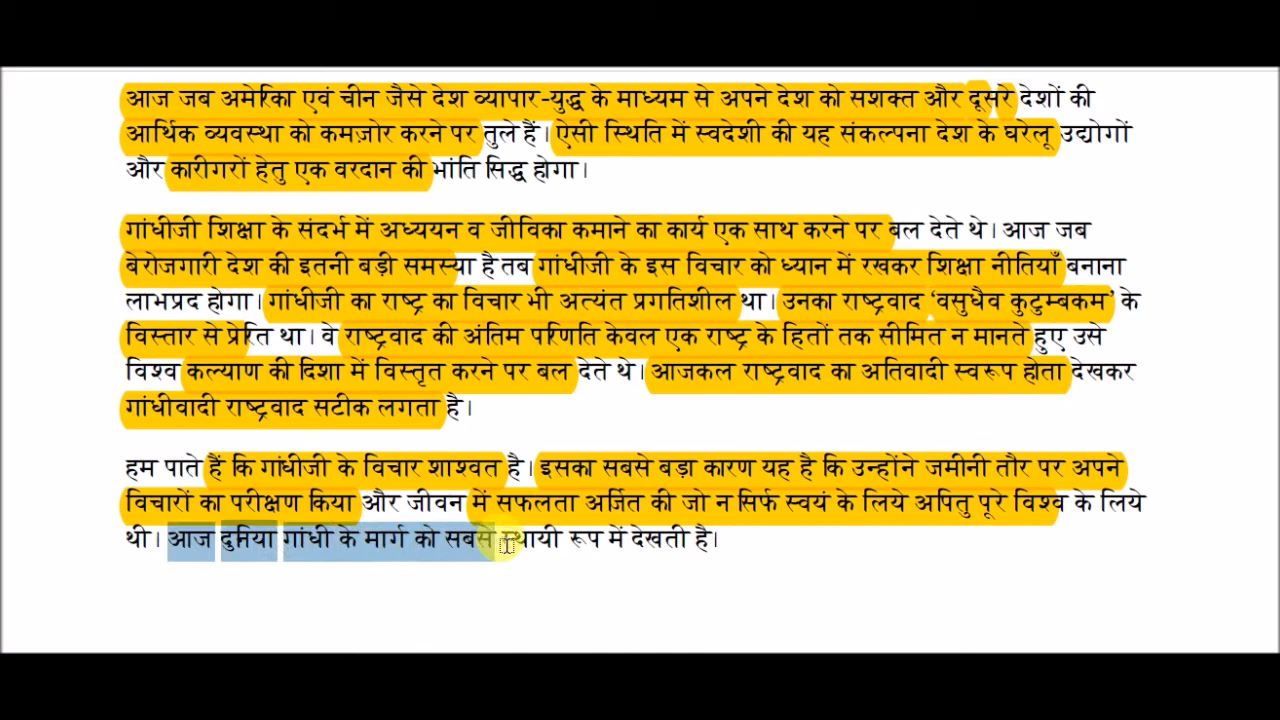 आज जब अमेरिका एवं चीन जैसे देश व्यापार-युद्ध के माध्यम से अपने देश को सशक्त और दूसरे देशों की
आर्थिक व्यवस्था को कमज़ोर करने पर तुले हैं। ऐसी स्थिति में स्वदेशी की यह संकल्पना देश के घरेलू उद्योगों
और कारीगरों हेतु एक वरदान की भांति सिद्ध होगा।
गांधीजी शिक्षा के संदर्भ में अध्ययन व जीविका कमाने का कार्य एक साथ करने पर बल देते थे। आज जब
बेरोजगारी देश की इतनी बड़ी समस्या है तब गांधीजी के इस विचार को ध्यान में रखकर शिक्षा नीतियाँ बनाना
लाभप्रद होगा। गांधीजी का राष्ट्र का विचार भी अत्यंत प्रगतिशील था। उनका राष्ट्रवाद ‘वसुधैव कुटुम्बकम’ के
विस्तार से प्रेरित था। वे राष्ट्रवाद की अंतिम परिणति केवल एक राष्ट्र के हितों तक सीमित न मानते हुए उसे
विश्व कल्याण की दिशा में विस्तृत करने पर बल देते थे। आजकल राष्ट्रवाद का अतिवादी स्वरूप होता देखकर
गांधीवादी राष्ट्रवाद सटीक लगता है।
हम पाते हैं कि गांधीजी के विचार शाश्वत है। इसका सबसे बड़ा कारण यह है कि उन्होंने जमीनी तौर पर अपने
विचारों का परीक्षण किया और जीवन में सफलता अर्जित की जो न सिर्फ स्वयं के लिये अपितु पूरे विश्व के लिये
थी। आज दुनिया गांधी के मार्ग को सबसे स्थायी रूप में देखती है।